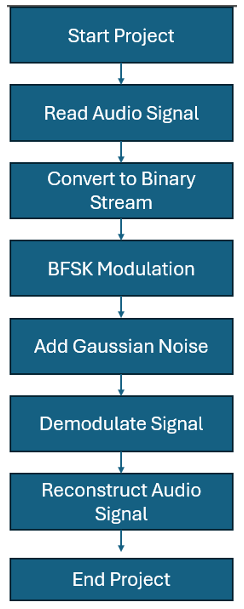 Start Project
Read Audio Signal
Convert to Binary
Stream
BFSK Modulation
Add Gaussian Noise
Demodulate Signal
Reconstruct Audio
Signal
End Project